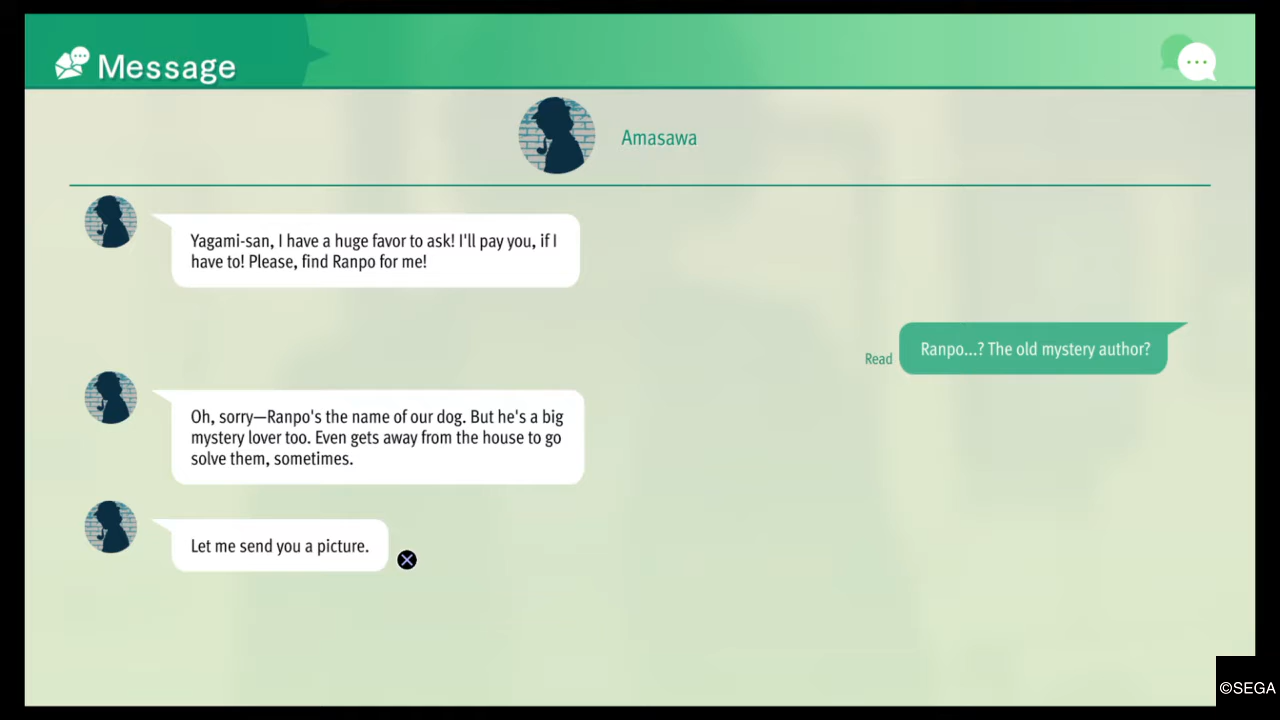 Message
Amasawa
Yagami-san, I have a huge favor to ask! I'll pay you, if I
have to! Please, find Ranpo for me!
Ranpo...? The old mystery author?
Read
Oh, sorry—Ranpo's the name of our dog. But he's a big
mystery lover too. Even gets away from the house to go
solve them, sometimes.
Let me send you a picture.
©SEGA